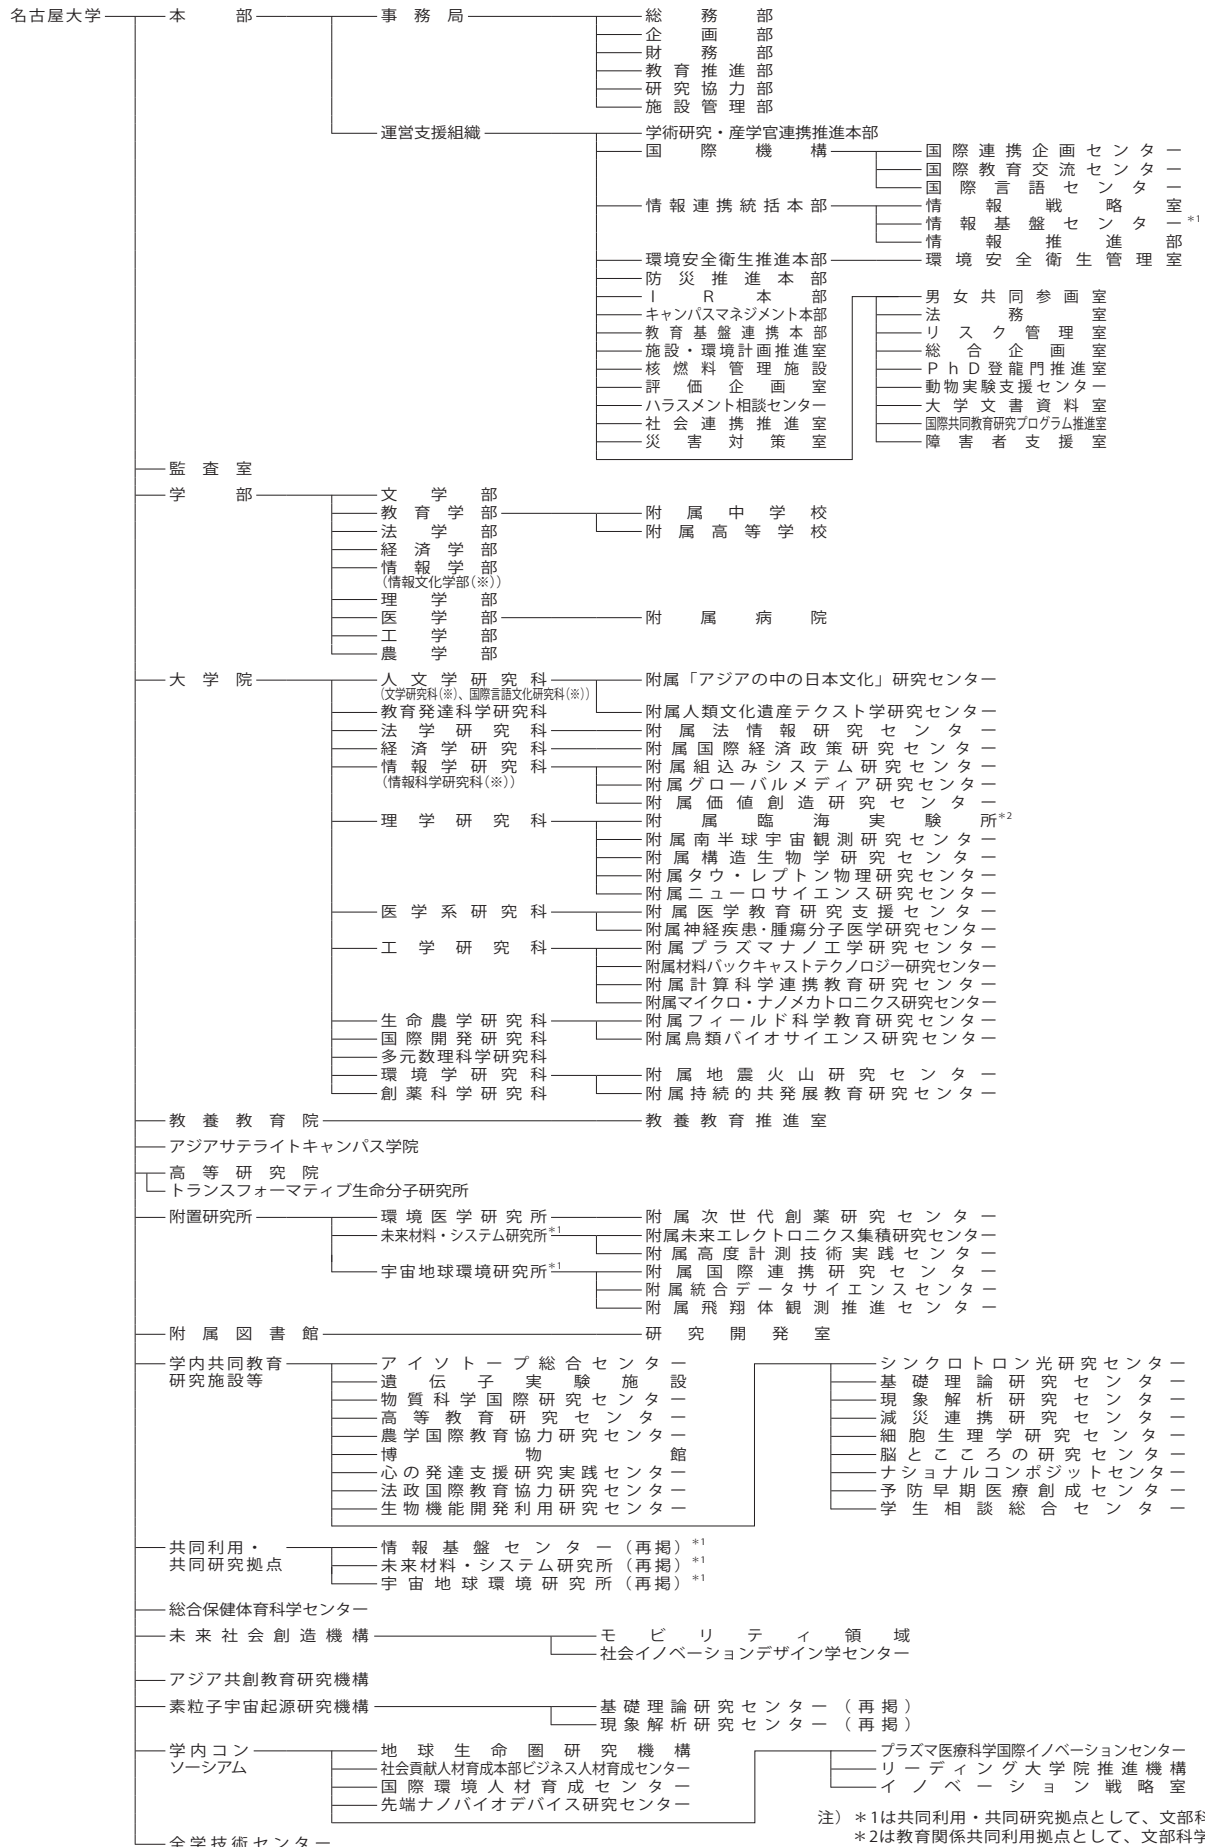 名古屋大学 本部 事務局 総務部
企画部
財務部
教育推進部
研究協力部
施設管理部
運営支援組織 学術研究・産学官連携推進本部
国際機構 国際連携企画センター
国際教育交流センター
国際言語センター
情報連携統括本部 情報戦略室
情報基盤センター*1
情報推進部
環境安全衛生推進本部 環境安全衛生管理室
防災推進本部
IR本部 男女共同参画室
キャンパスマネジメント本部 法務室
教育基盤連携本部 リスク管理室
施設・環境計画推進室 総合企画室
核燃料管理施設 PhD登龍門推進室
評価企画室 動物実験支援センター
ハラスメント相談センター 大学文書資料室
社会連携推進室 国際共同教育研究プログラム推進室
災害対策室 障害者支援室
監査室
学部 文学部
教育学部 附属中学校
法学部 附属高等学校
経済学部
情報学部
(情報文化学部(※))
理学部
医学部 附属病院
工学部
農学部
大学院 人文学研究科 附属「アジアの中の日本文化」研究センター
(文学研究科(※)、国際言語文化研究科(※))
教育発達科学研究科 附属人類文化遺産テクスト学研究センター
法学研究科 附属法情報研究センター
経済学研究科 附属国際経済政策研究センター
情報学研究科 附属組込みシステム研究センター
(情報科学研究科(※)) 附属グローバルメディア研究センター
附属価値創造研究センター
理学研究科 附属臨海実験所*2
附属南半球宇宙観測研究センター
附属構造生物学研究センター
附属タウ・レプトン物理研究センター
附属ニューロサイエンス研究センター
医学系研究科 附属医学教育研究支援センター
附属神経疾患・腫瘍分子医学研究センター
工学研究科 附属プラズマナノ工学研究センター
附属材料バックキャストテクノロジー研究センター
附属計算科学連携教育研究センター
附属マイクロ・ナノメカトロニクス研究センター
生命農学研究科 附属フィールド科学教育研究センター
国際開発研究科 附属鳥類バイオサイエンス研究センター
多元数理科学研究科
環境学研究科 附属地震火山研究センター
創薬科学研究科 附属持続的共発展教育研究センター
教養教育院 教養教育推進室
アジアサテライトキャンパス学院
高等研究院
トランスフォーマティブ生命分子研究所
附置研究所 環境医学研究所 附属次世代創薬研究センター
未来材料・システム研究所*1 附属未来エレクトロニクス集積研究センター
附属高度計測技術実践センター
宇宙地球環境研究所*1 附属国際連携研究センター
附属統合データサイエンスセンター
附属飛翔体観測推進センター
附属図書館 研究開発室
学内共同教育 アイソトープ総合センター シンクロトロン光研究センター
研究施設等 遺伝子実験施設 基礎理論研究センター
物質科学国際研究センター 現象解析研究センター
高等教育研究センター 減災連携研究センター
農学国際教育協力研究センター 細胞生理学研究センター
博物館 脳とこころの研究センター
心の発達支援研究実践センター ナショナルコンポジットセンター
法政国際教育協力研究センター 予防早期医療創成センター
生物機能開発利用研究センター 学生相談総合センター
共同利用・ 情報基盤センター(再掲)*1
共同研究拠点 未来材料・システム研究所(再掲)*1
宇宙地球環境研究所(再掲)*1
総合保健体育科学センター
未来社会創造機構 モビリティ領域
社会イノベーションデザイン学センター
アジア共創教育研究機構
素粒子宇宙起源研究機構 基礎理論研究センター(再掲)
現象解析研究センター(再掲)
学内コン 地球生命圏研究機構 プラズマ医療科学国際イノベーションセンター
ソーシアム 社会貢献人材育成本部ビジネス人材育成センター リーディング大学院推進機構
国際環境人材育成センター イノベーション戦略室
先端ナノバイオデバイス研究センター
注)*1は共同利用・共同研究拠点として、文部科
*2は教育関係共同利用拠点として、文部科学
全学技術センター